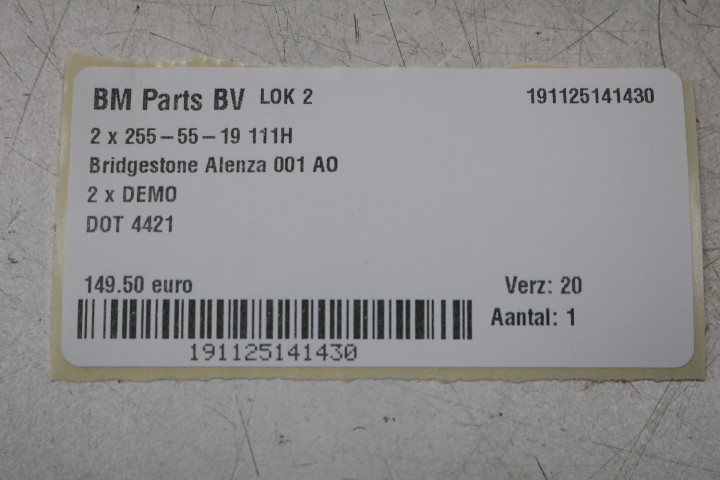 BM Parts BV LOK 2 191125141430
2 x 255-55-19 111H
Bridgestone Alenza 001 AO
2 x DEMO
DOT 4421
149.50 euro Verz: 20
Aantal: 1
191125141430